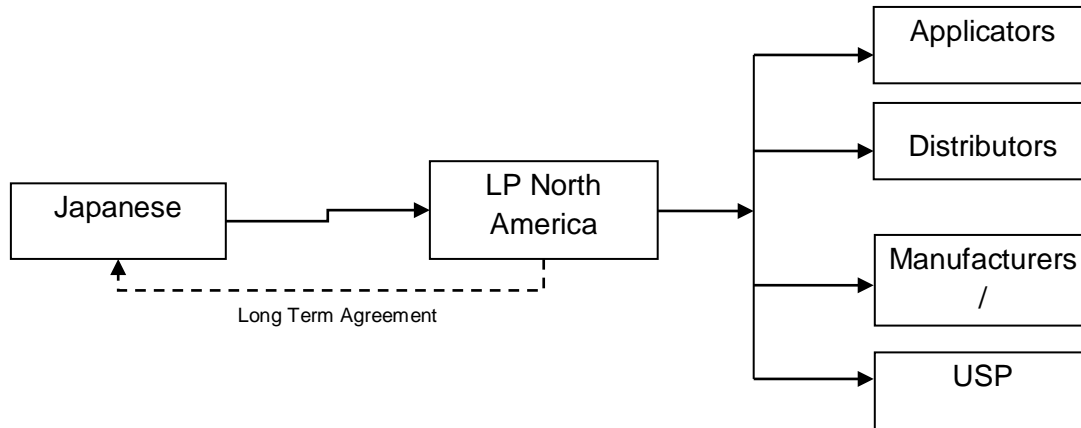 Japanese
LP North
America
Long Term Agreement
Applicators
Distributors
Manufacturers
/
USP